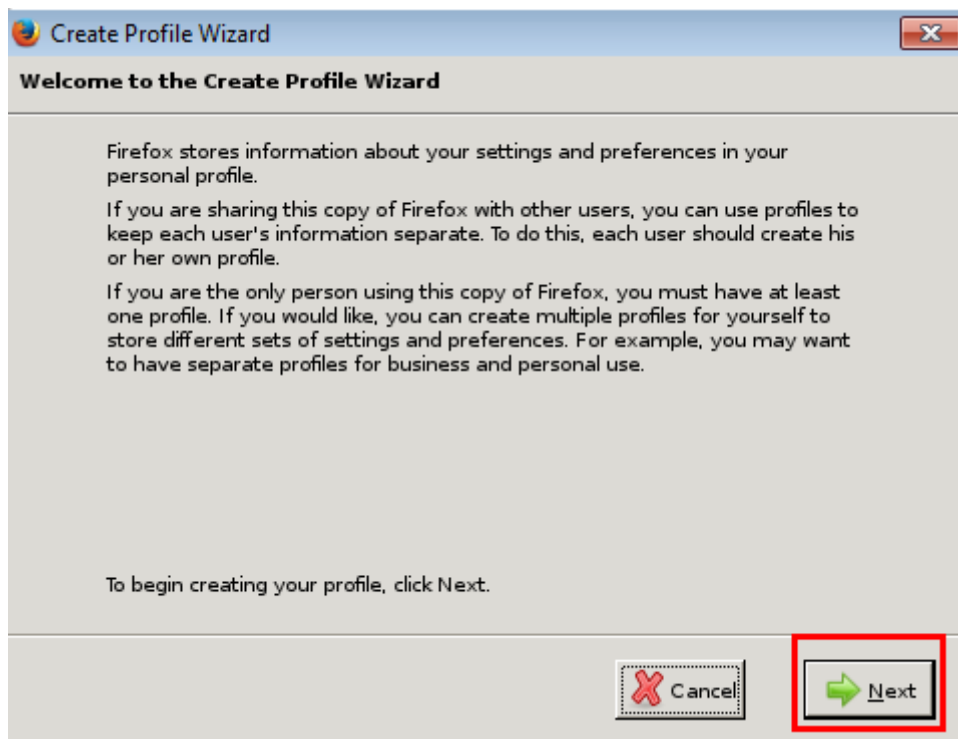 Create Profile Wizard
Welcome to the Create Profile Wizard
Firefox stores information about your settings and preferences in your
personal profile.
If you are sharing this copy of Firefox with other users, you can use profiles to
keep each user's information separate. To do this, each user should create his
or her own profile.
If you are the only person using this copy of Firefox, you must have at least
one profile. If you would like, you can create multiple profiles for yourself to
store different sets of settings and preferences. For example, you may want
to have separate profiles for business and personal use.
To begin creating your profile, click Next.
Cancel Next